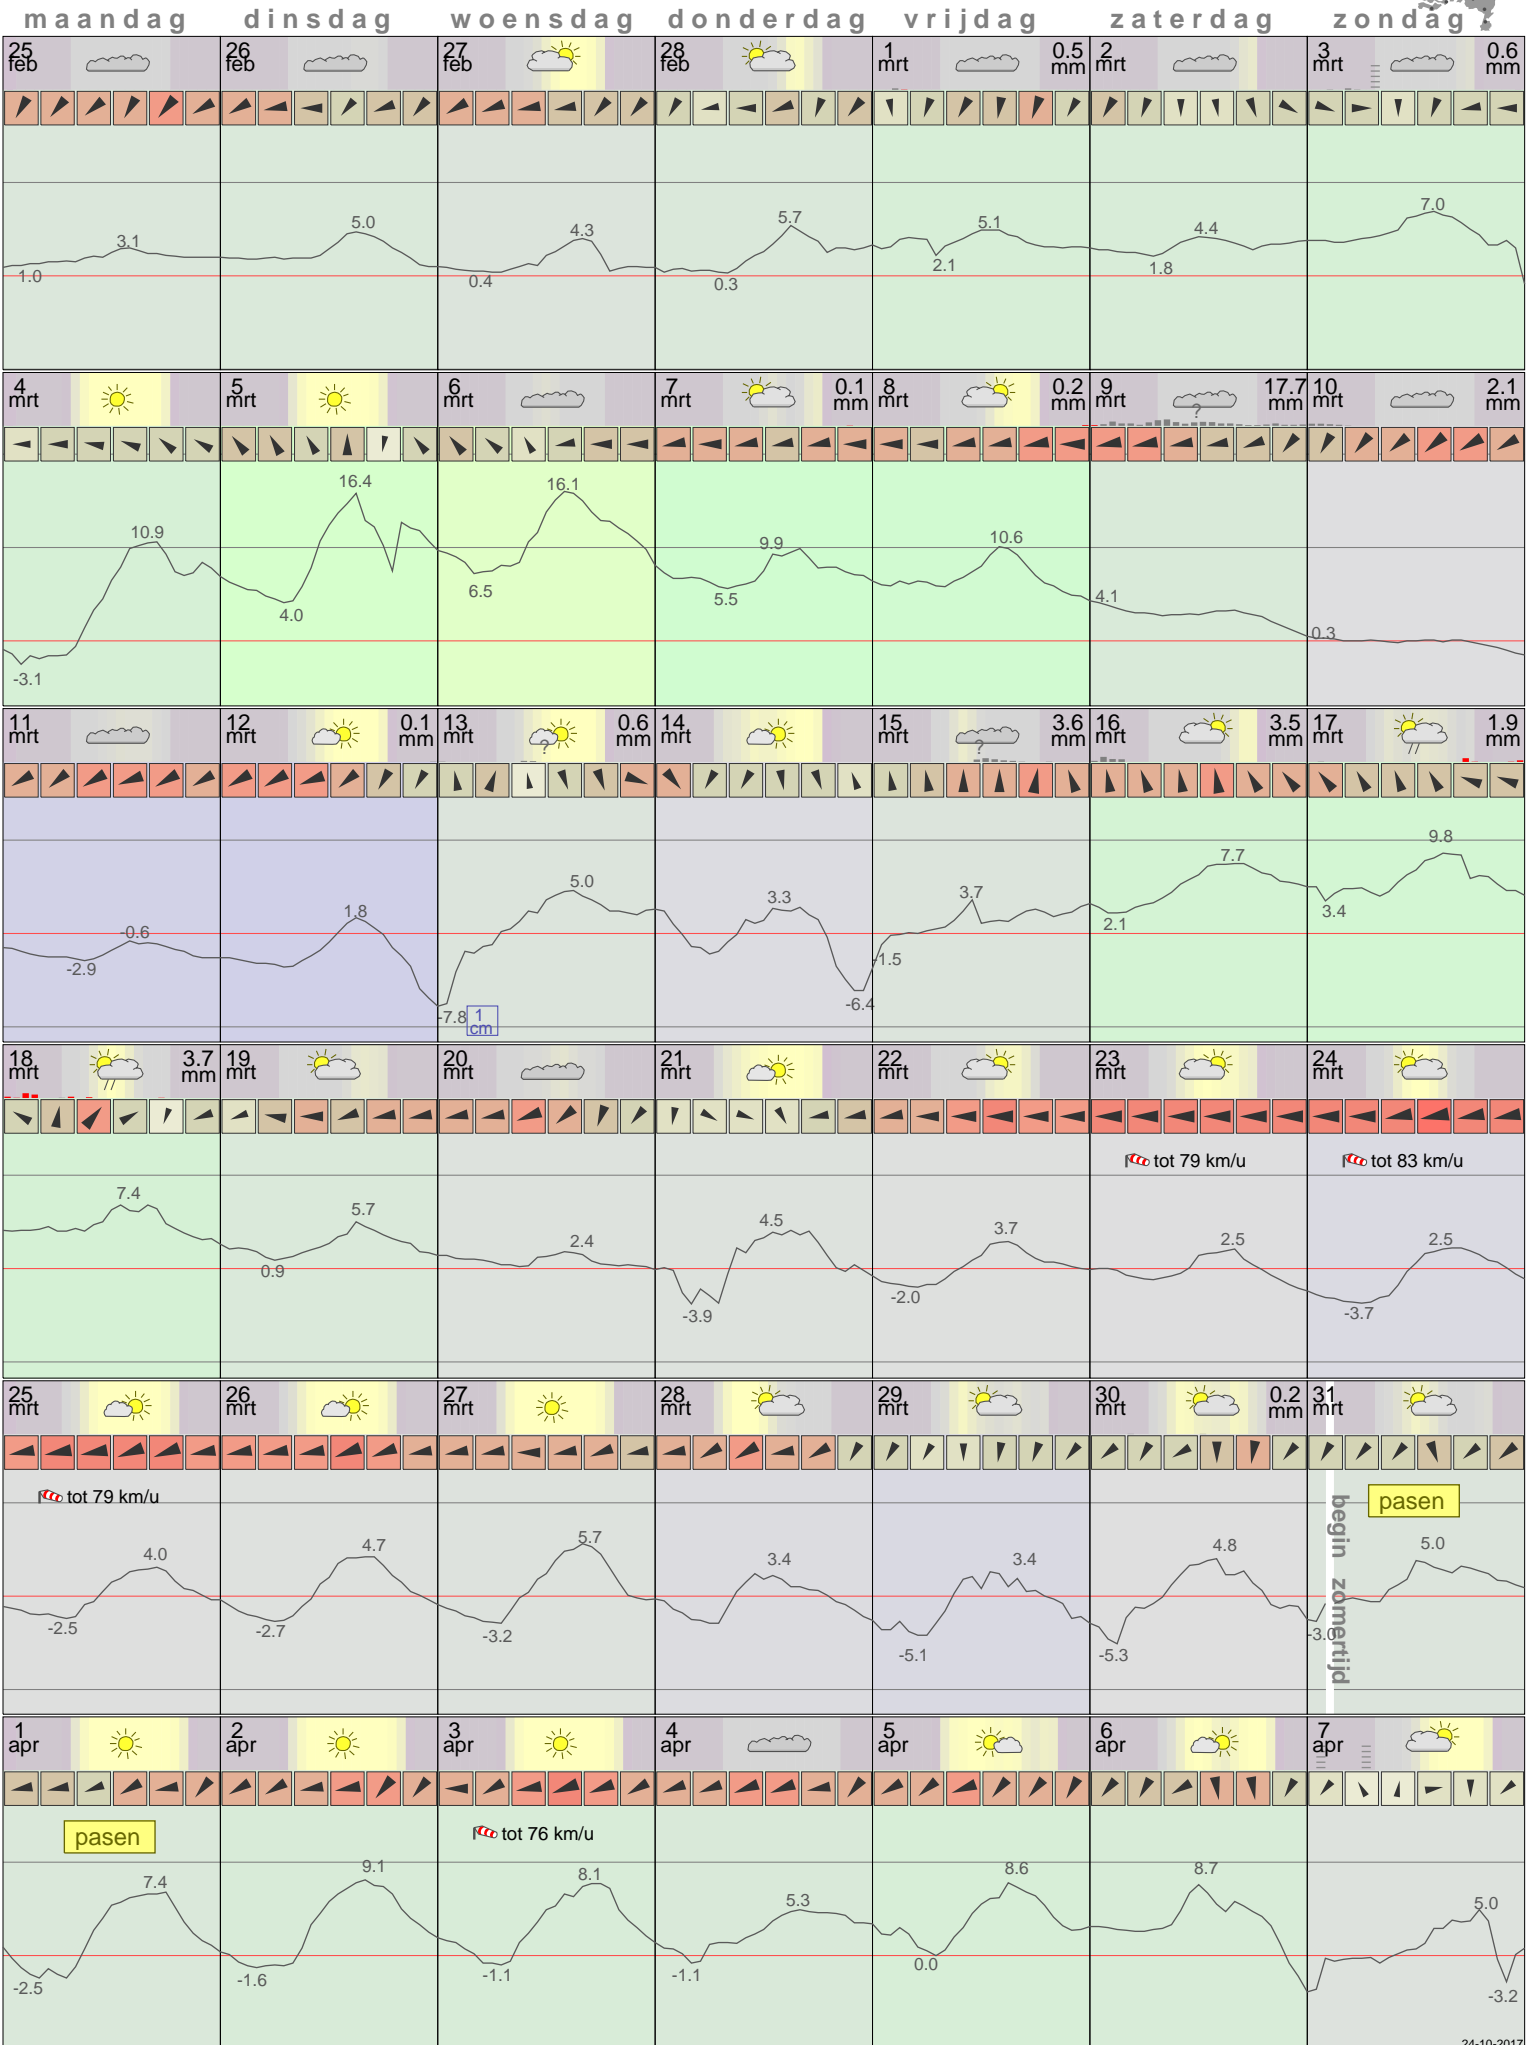 maandag dinsdag woensdag donderdag vrijdag zaterdag zondag
25 feb 26 feb 27 feb 28 feb 1 mrt 0.5 mm 2 mrt 3 mrt 0.6 mm
1.0 3.1 5.0 0.4 4.3 0.3 5.7 2.1 5.1 1.8 4.4 7.0
4 mrt 5 mrt 6 mrt 7 mrt 0.1 mm 8 mrt 0.2 mm 9 mrt ? 17.7 mm 10 mrt 2.1 mm
-3.1 10.9 4.0 16.4 6.5 16.1 5.5 9.9 10.6 4.1 0.3
11 mrt 12 mrt 0.1 mm 13 mrt ? 0.6 mm 14 mrt 15 mrt ? 3.6 mm 16 mrt 3.5 mm 17 mrt 1.9 mm
-2.9 -0.6 1.8 -7.8 5.0 3.3 -6.4 -1.5 3.7 2.1 7.7 3.4 9.8
1 cm
18 mrt 3.7 mm 19 mrt 20 mrt 21 mrt 22 mrt 23 mrt 24 mrt
tot 79 km/u tot 83 km/u
7.4 0.9 5.7 2.4 -3.9 4.5 -2.0 3.7 2.5 -3.7 2.5
25 mrt 26 mrt 27 mrt 28 mrt 29 mrt 30 mrt 0.2 mm 31 mrt
tot 79 km/u pasen
begin zomertijd
-2.5 4.0 -2.7 4.7 -3.2 5.7 3.4 -5.1 3.4 -5.3 4.8 -3.0 5.0
1 apr 2 apr 3 apr 4 apr 5 apr 6 apr 7 apr
pasen tot 76 km/u
-2.5 7.4 -1.6 9.1 -1.1 8.1 -1.1 5.3 0.0 8.6 8.7 5.0 -3.2
24-10-2017